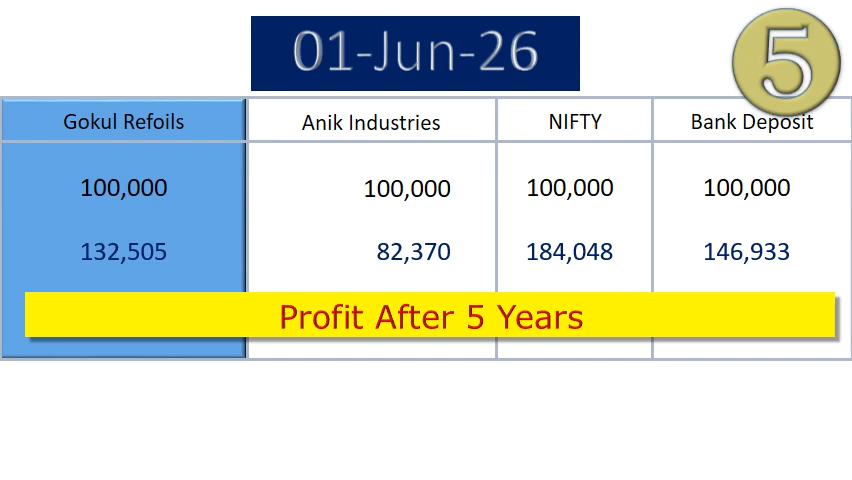 01-Jun-26
5
Gokul Refoils Anik Industries NIFTY Bank Deposit
100,000 100,000 100,000 100,000
132,505 82,370 184,048 146,933
Profit After 5 Years